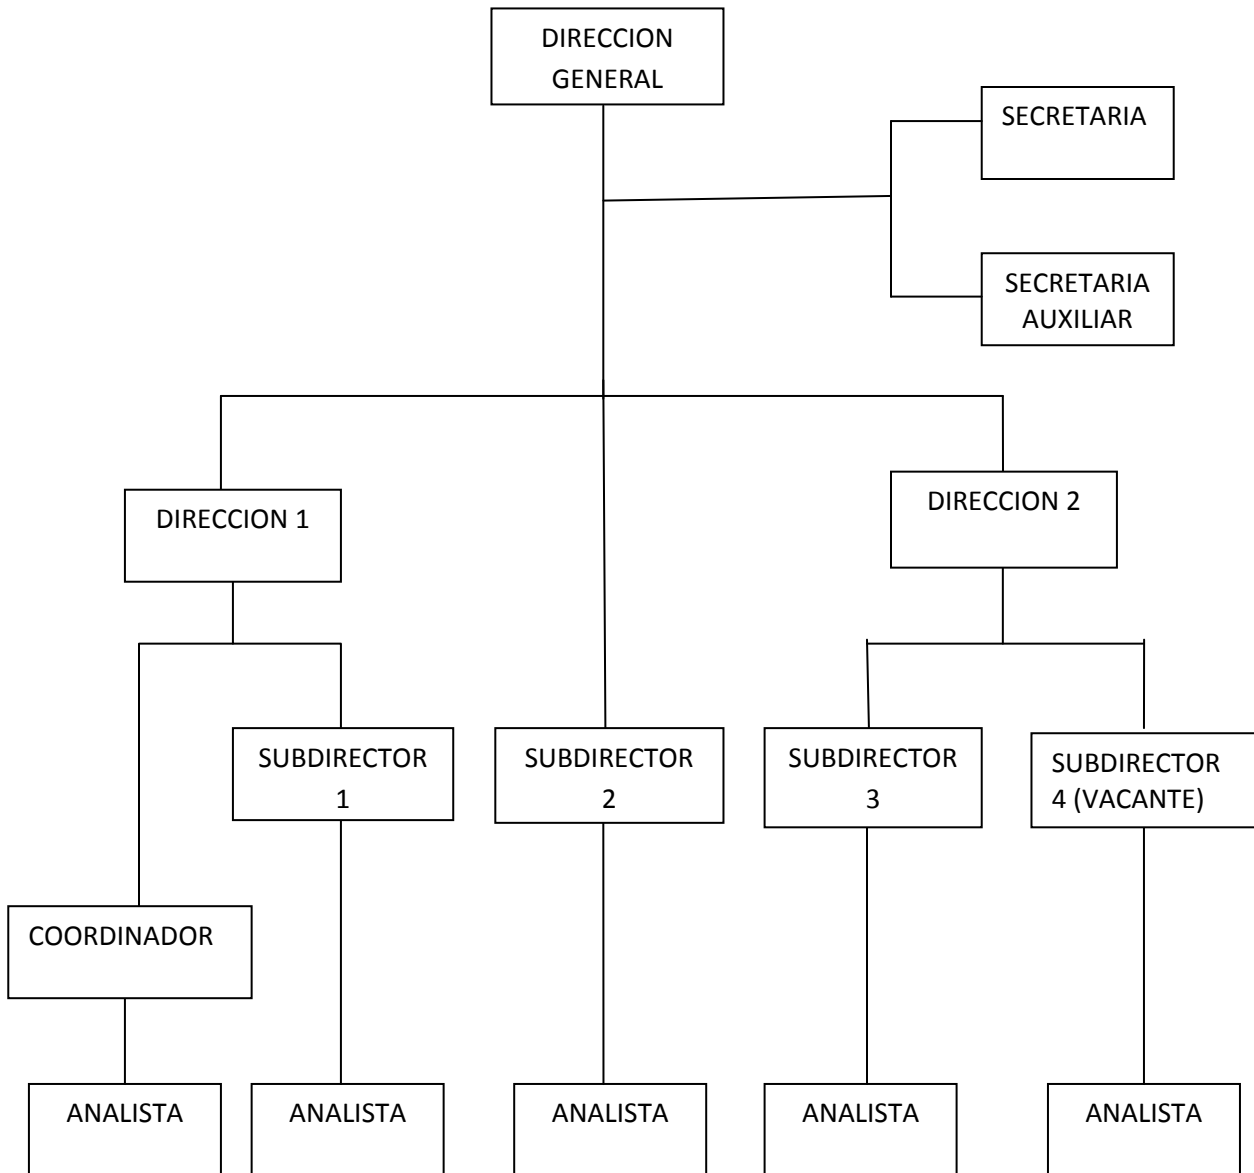 DIRECCION
GENERAL
SECRETARIA
SECRETARIA
AUXILIAR
DIRECCION 1
DIRECCION 2
SUBDIRECTOR
1
SUBDIRECTOR
2
SUBDIRECTOR
3
SUBDIRECTOR
4 (VACANTE)
COORDINADOR
ANALISTA
ANALISTA
ANALISTA
ANALISTA
ANALISTA